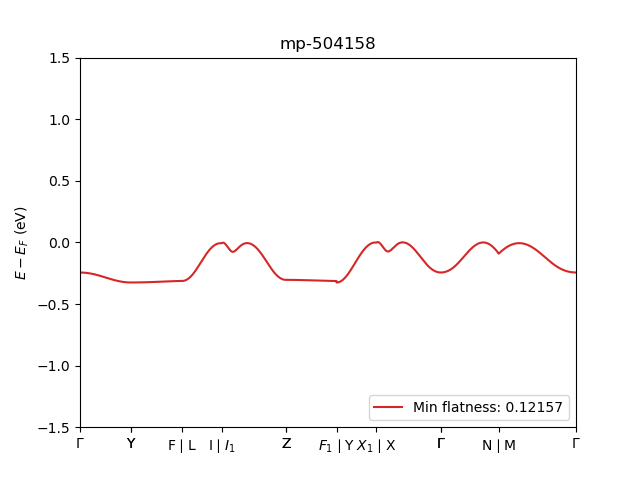 mp-504158
1.5
1.0
0.5
0.0
−0.5
−1.0
−1.5
E − E_F (eV)
Min flatness: 0.12157
Γ Y F | L I | I₁ Z F₁ | Y X₁ | X Γ N | M Γ